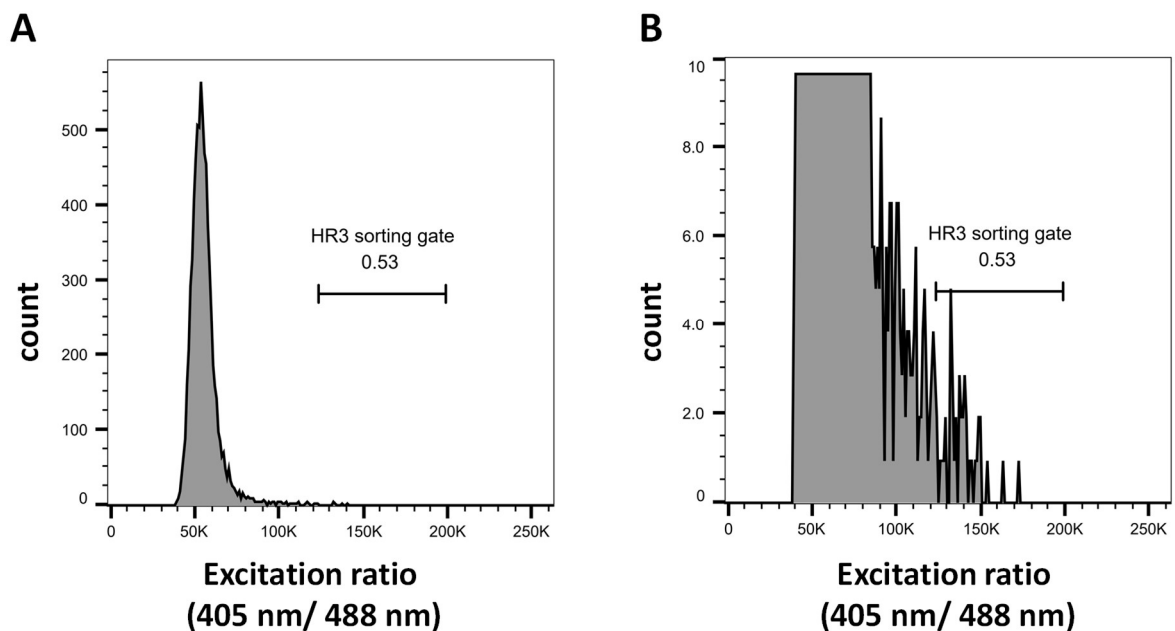 A
count
500
400
300
200
100
0
HR3 sorting gate
0.53
0 50K 100K 150K 200K 250K
Excitation ratio
(405 nm/ 488 nm)
B
count
10
8.0
6.0
4.0
2.0
0
HR3 sorting gate
0.53
0 50K 100K 150K 200K 250K
Excitation ratio
(405 nm/ 488 nm)